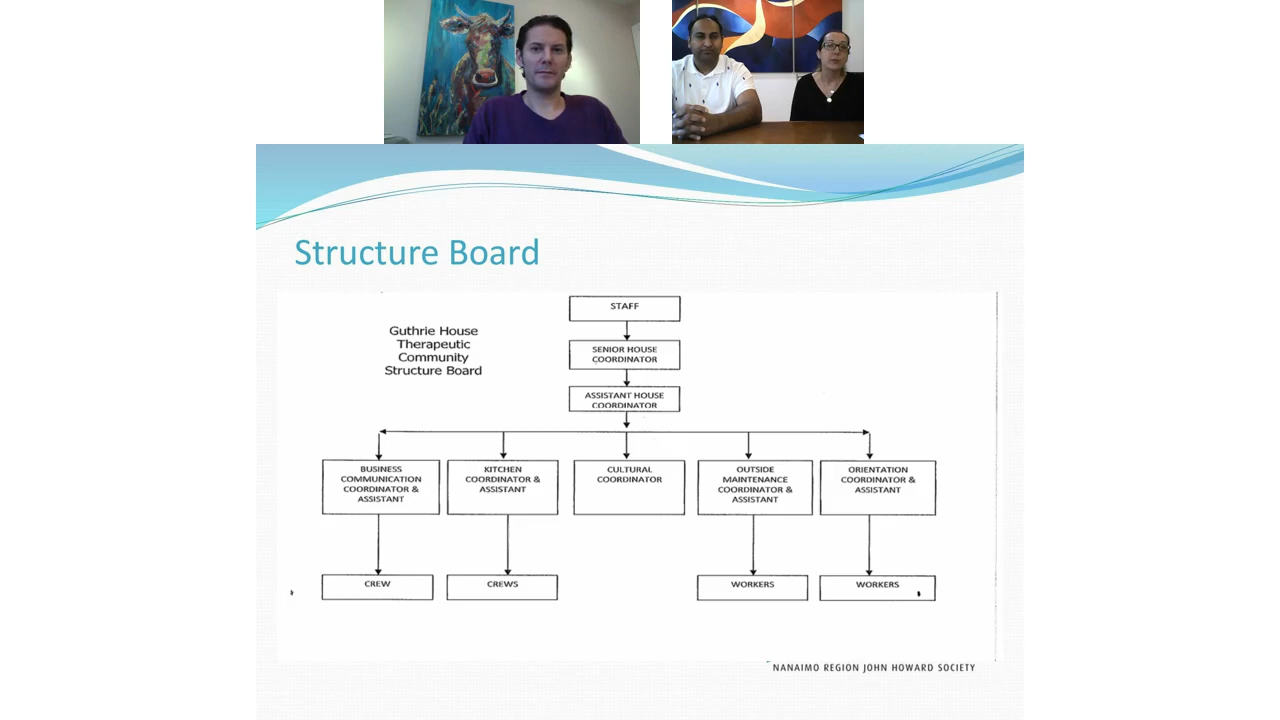 Structure Board
Guthrie House
Therapeutic
Community
Structure Board
STAFF
SENIOR HOUSE
COORDINATOR
ASSISTANT HOUSE
COORDINATOR
BUSINESS
COMMUNICATION
COORDINATOR &
ASSISTANT
KITCHEN
COORDINATOR &
ASSISTANT
CULTURAL
COORDINATOR
OUTSIDE
MAINTENANCE
COORDINATOR &
ASSISTANT
ORIENTATION
COORDINATOR &
ASSISTANT
CREW
CREWS
WORKERS
WORKERS
NANAIMO REGION JOHN HOWARD SOCIETY